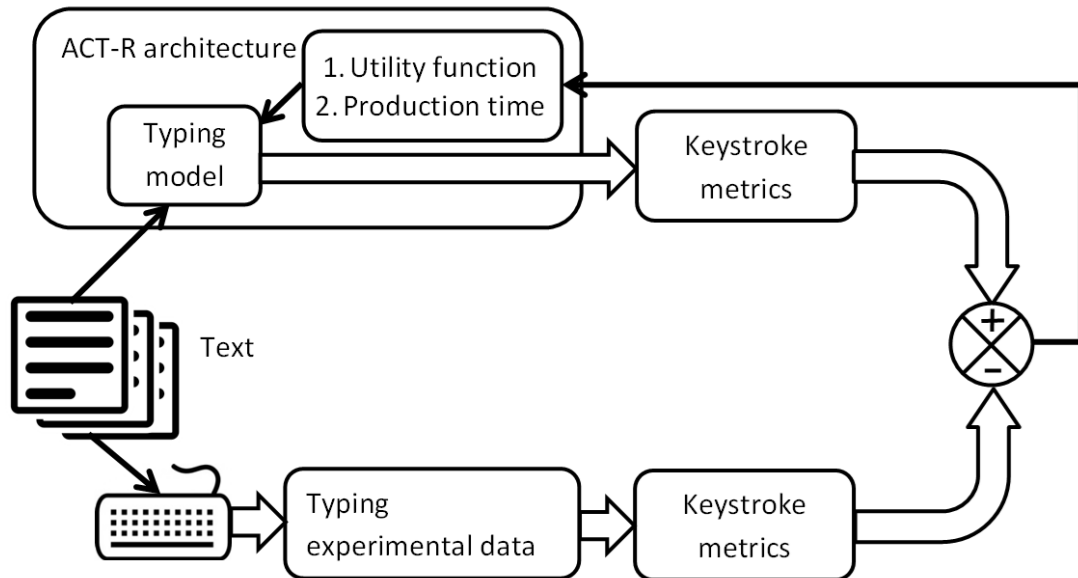 ACT-R architecture
1. Utility function
2. Production time
Typing
model
Keystroke
metrics
Text
+
-
Typing
experimental data
Keystroke
metrics